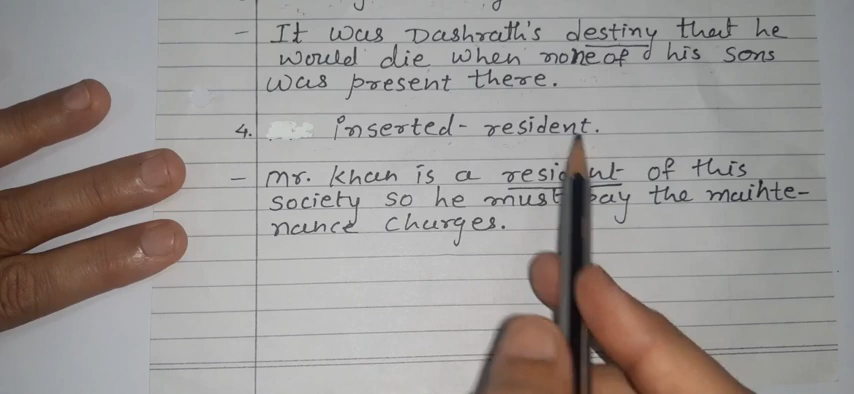 - It was Dashrath's destiny that he
would die when none of his sons
was present there.
4. inserted - resident.
- Mr. Khan is a resident of this
society so he must pay the mainte-
nance charges.